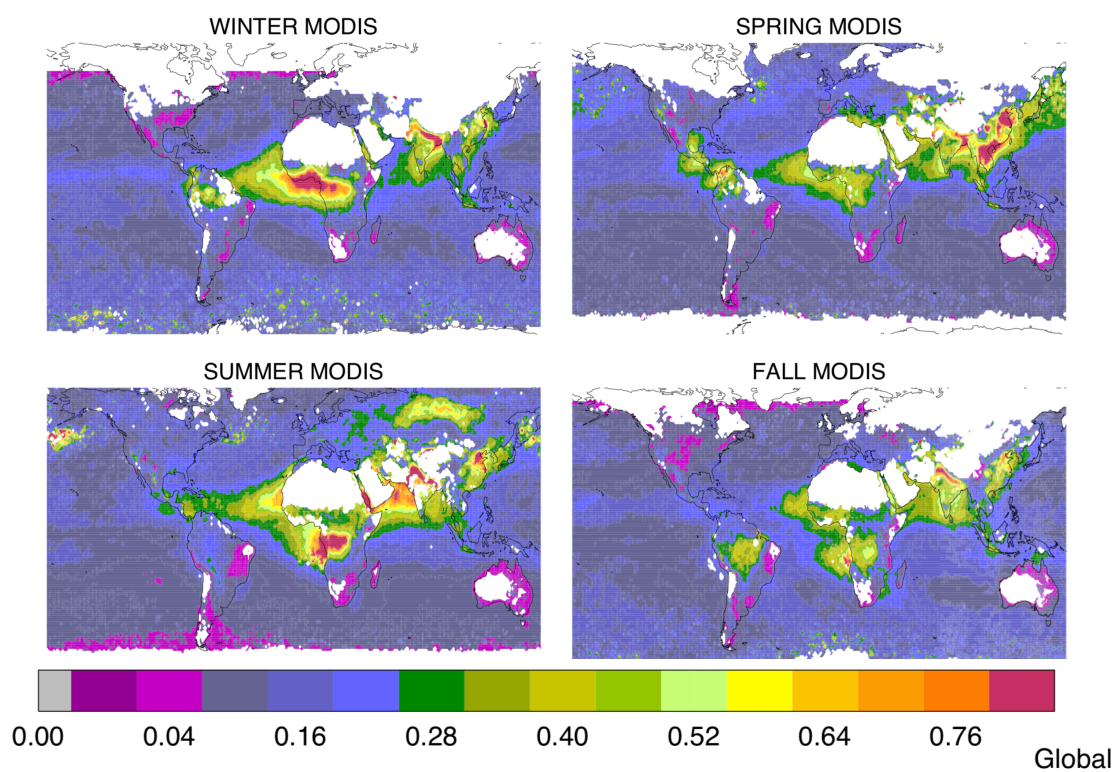 WINTER MODIS
SPRING MODIS
SUMMER MODIS
FALL MODIS
0.00 0.04 0.16 0.28 0.40 0.52 0.64 0.76
Global